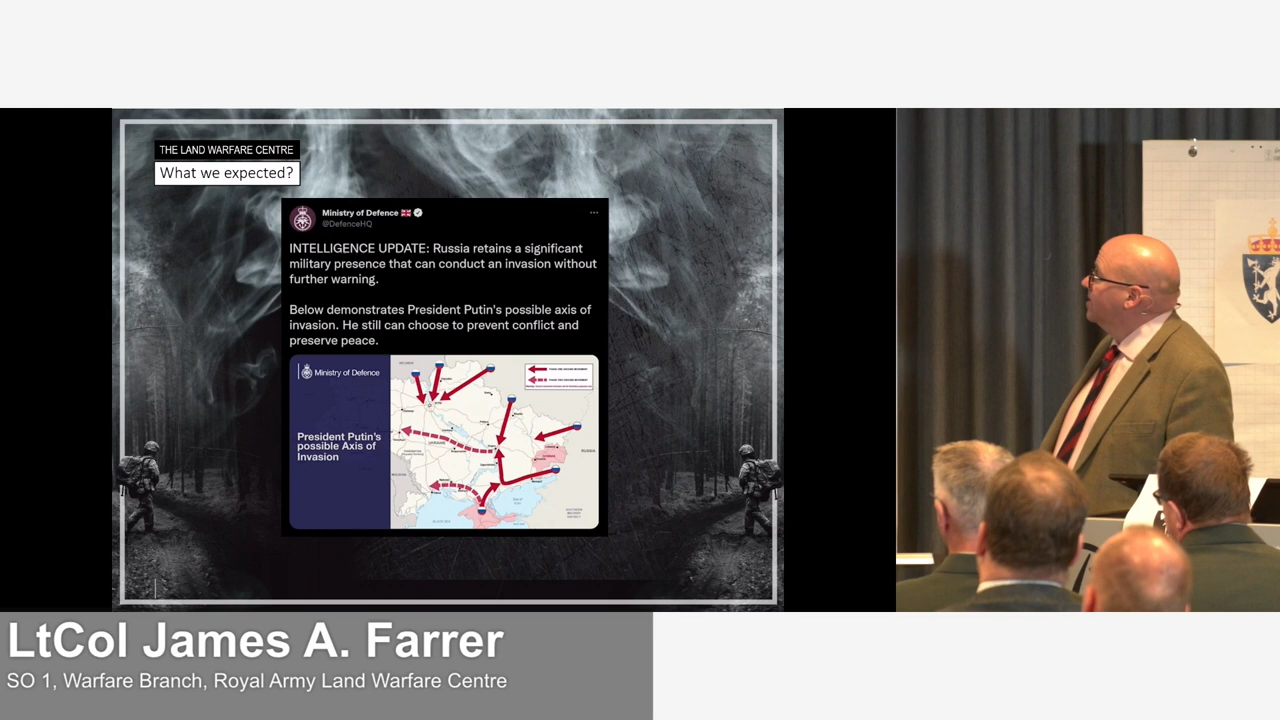 THE LAND WARFARE CENTRE
What we expected?
Ministry of Defence
@DefenceHQ
INTELLIGENCE UPDATE: Russia retains a significant
military presence that can conduct an invasion without
further warning.
Below demonstrates President Putin's possible axis of
invasion. He still can choose to prevent conflict and
preserve peace.
Ministry of Defence
President Putin's
possible Axis of
Invasion
UKRAINE
RUSSIA
LtCol James A. Farrer
SO 1, Warfare Branch, Royal Army Land Warfare Centre